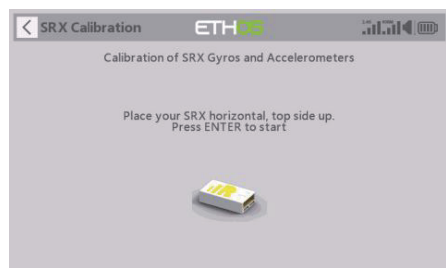 SRX Calibration
ETHOS
Calibration of SRX Gyros and Accelerometers
Place your SRX horizontal, top side up.
Press ENTER to start